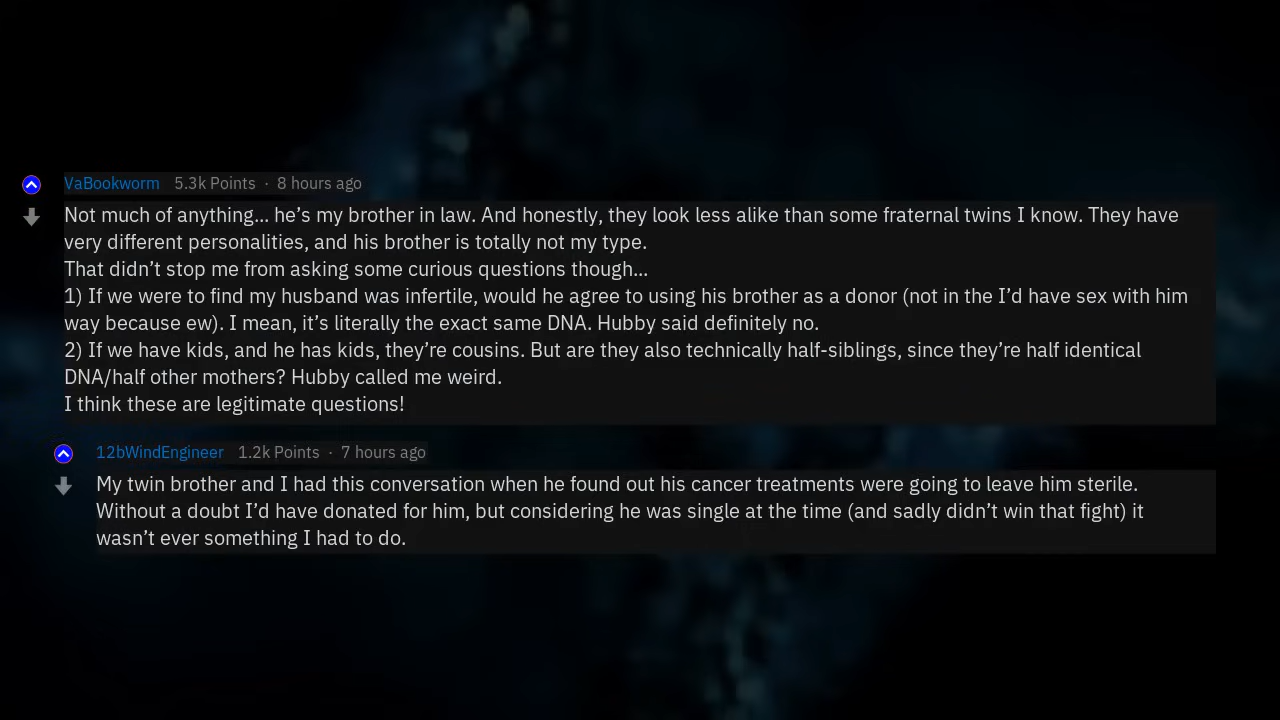 VaBookworm 5.3k Points · 8 hours ago
Not much of anything... he's my brother in law. And honestly, they look less alike than some fraternal twins I know. They have
very different personalities, and his brother is totally not my type.
That didn't stop me from asking some curious questions though...
1) If we were to find my husband was infertile, would he agree to using his brother as a donor (not in the I'd have sex with him
way because ew). I mean, it's literally the exact same DNA. Hubby said definitely no.
2) If we have kids, and he has kids, they're cousins. But are they also technically half-siblings, since they're half identical
DNA/half other mothers? Hubby called me weird.
I think these are legitimate questions!
12bWindEngineer 1.2k Points · 7 hours ago
My twin brother and I had this conversation when he found out his cancer treatments were going to leave him sterile.
Without a doubt I'd have donated for him, but considering he was single at the time (and sadly didn't win that fight) it
wasn't ever something I had to do.